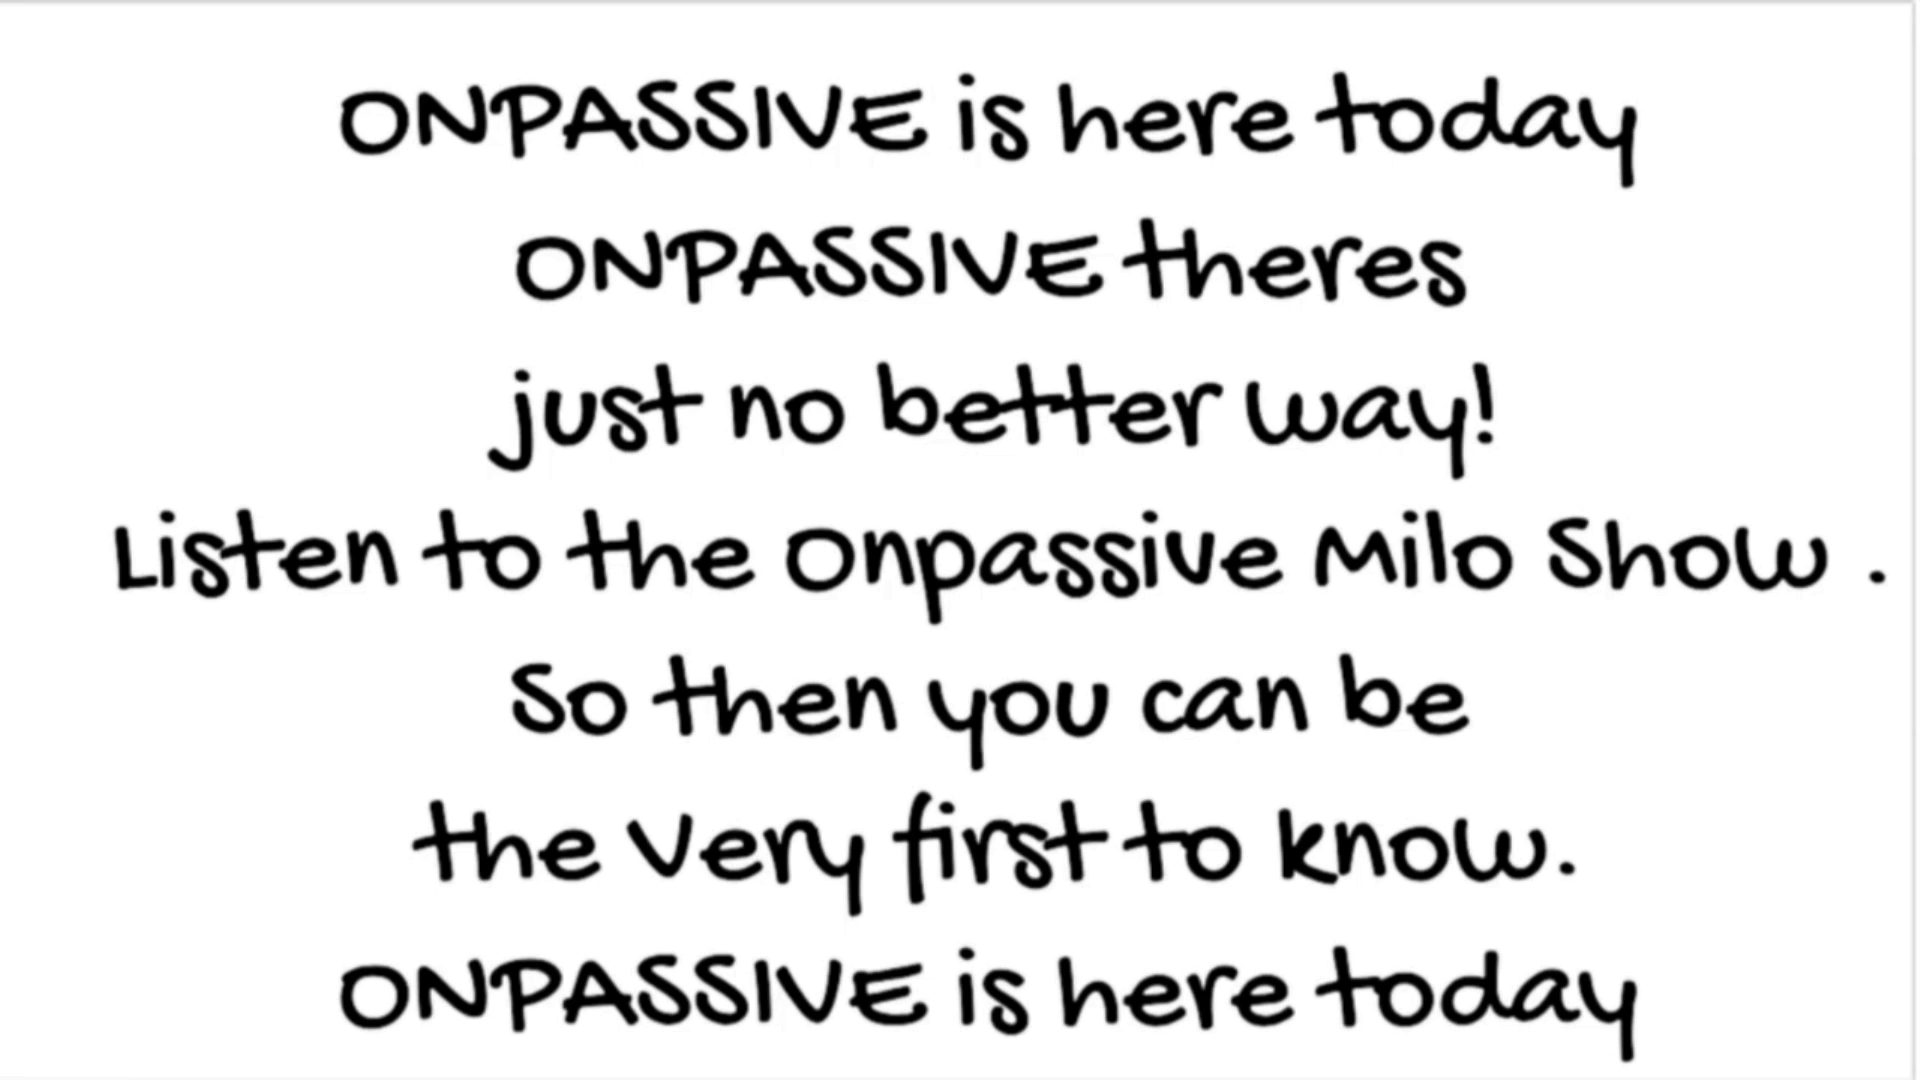 ONPASSIVE is here today
ONPASSIVE theres
just no better way!
Listen to the Onpassive Milo Show .
So then you can be
the very first to know.
ONPASSIVE is here today